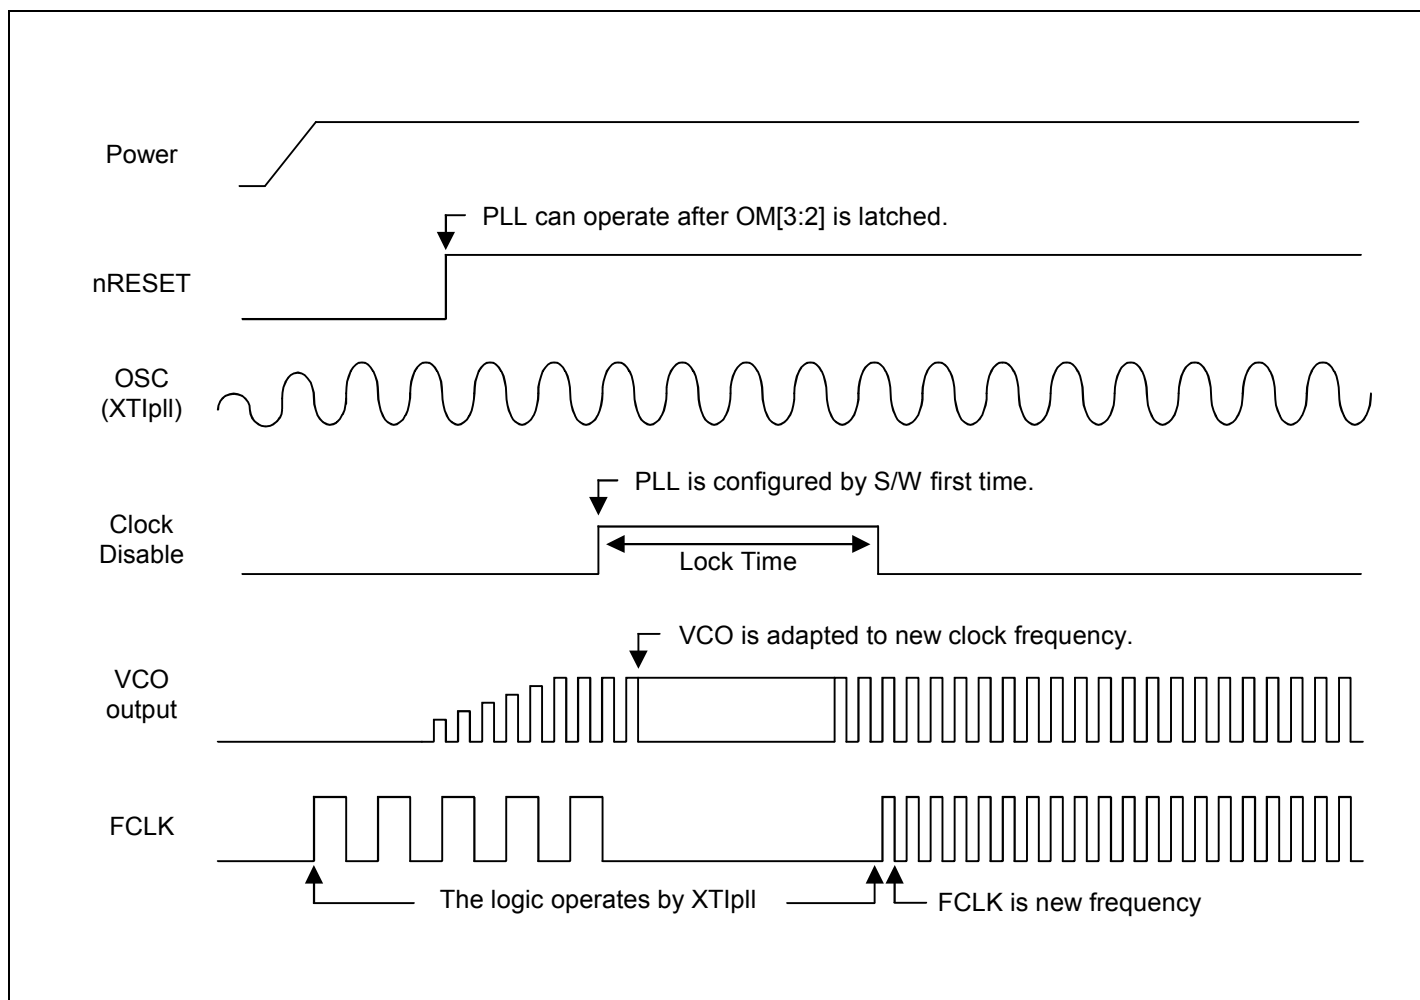 Power
PLL can operate after OM[3:2] is latched.
nRESET
OSC
(XTIpll)
PLL is configured by S/W first time.
Clock
Disable
Lock Time
VCO is adapted to new clock frequency.
VCO
output
FCLK
The logic operates by XTIpll
FCLK is new frequency